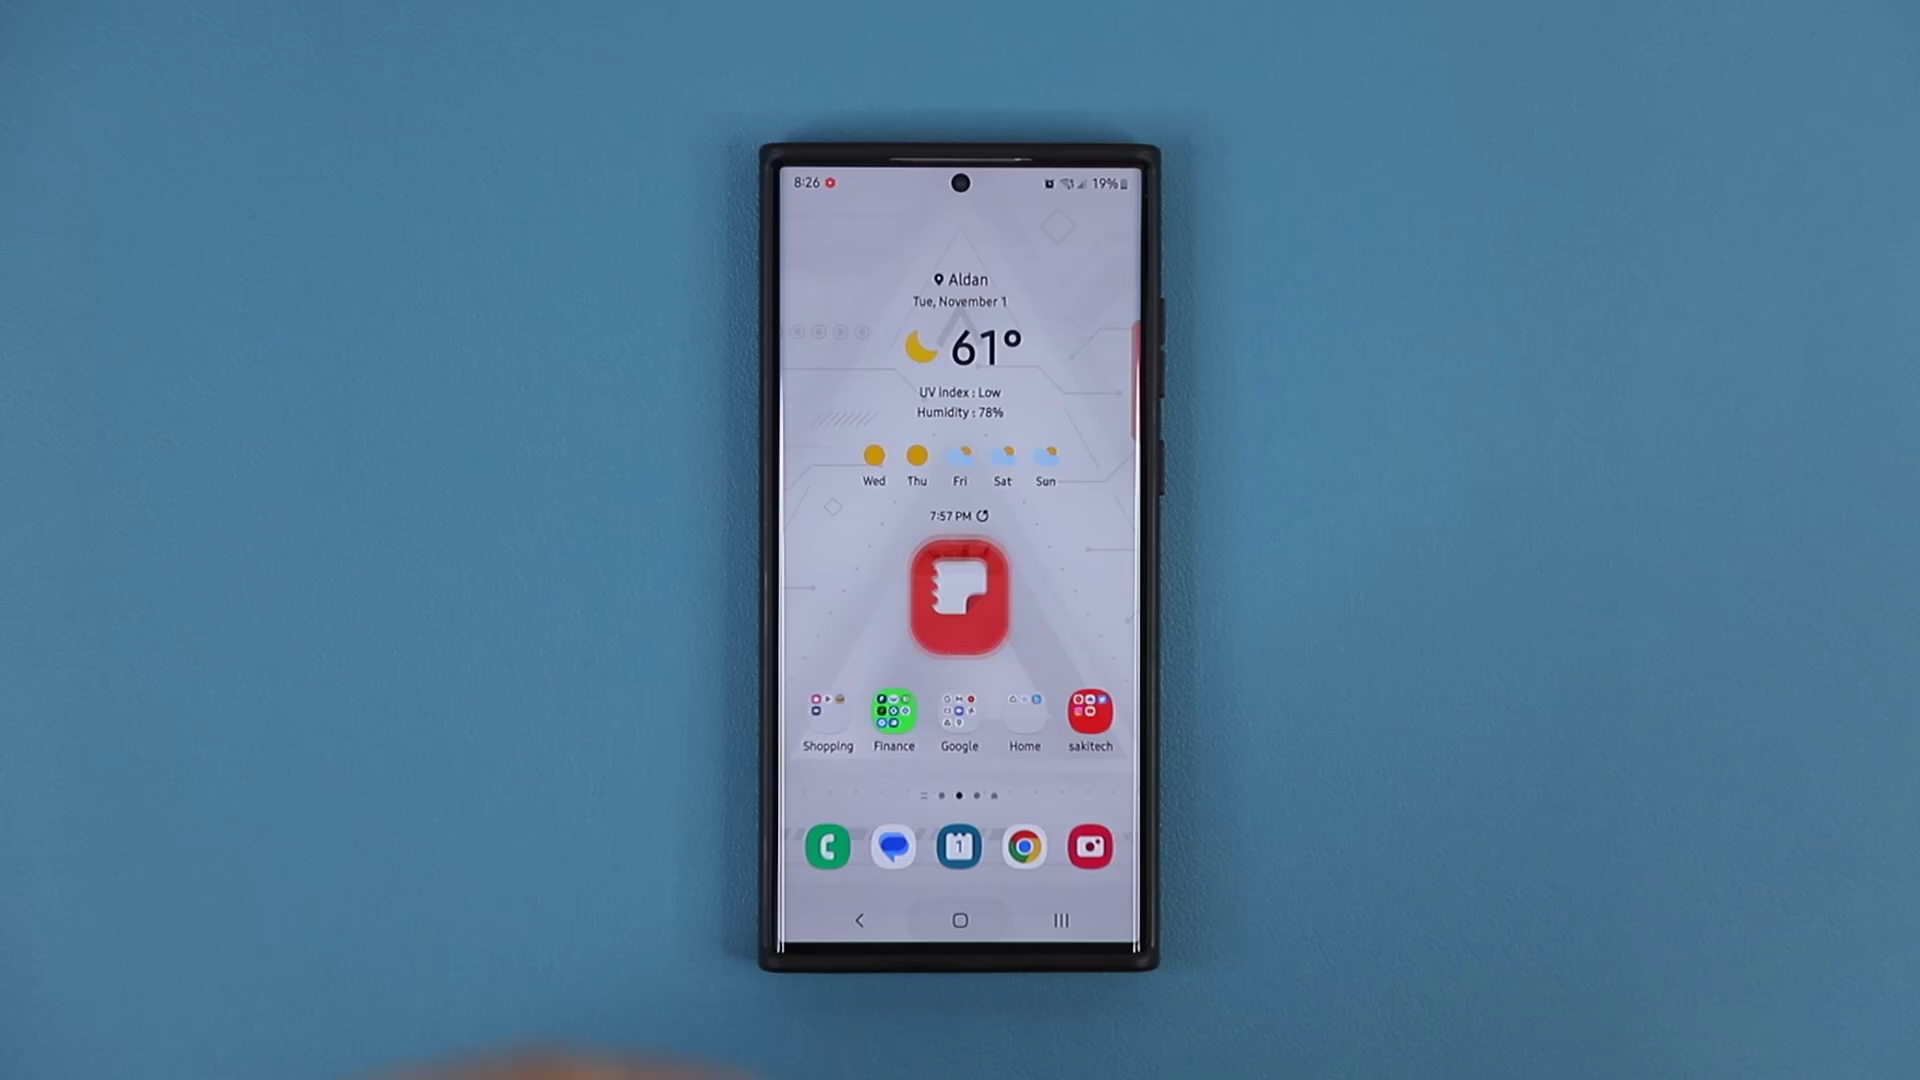 8:26 19%
Aldan
Tue, November 1
61°
UV index : Low
Humidity : 78%
Wed Thu Fri Sat Sun
7:57 PM
Shopping Finance Google Home sakitech
1